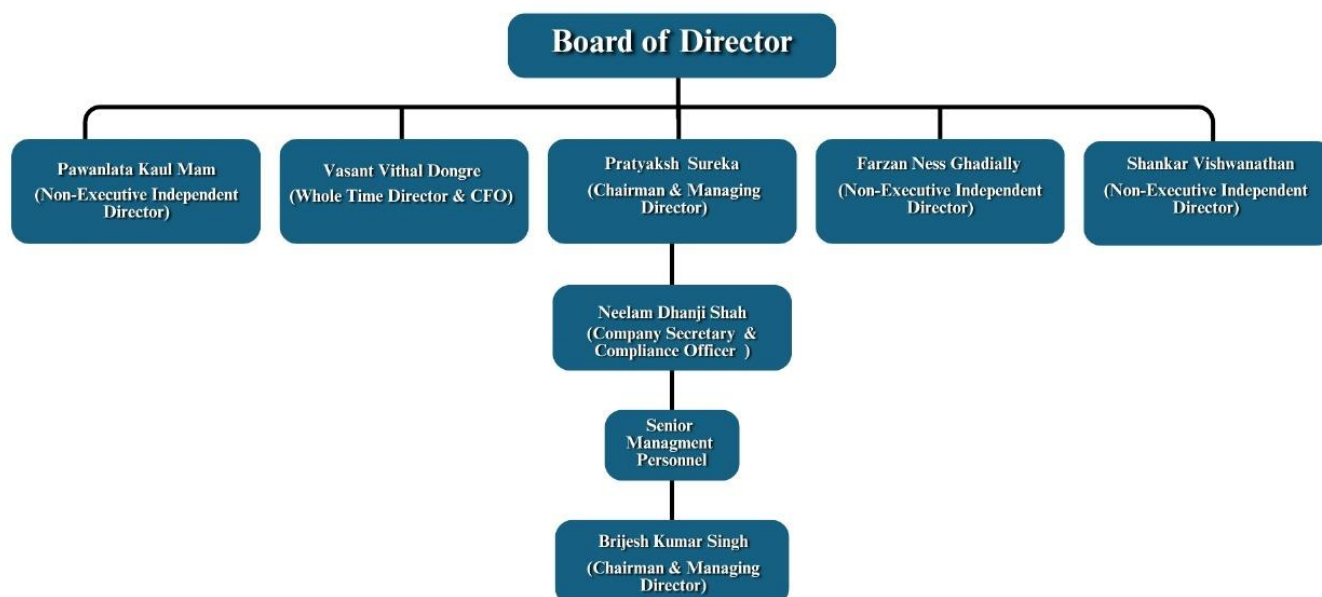 Board of Director
Pawanlata Kaul Mam
(Non-Executive Independent
Director)
Vasant Vithal Dongre
(Whole Time Director & CFO)
Pratyaksh Sureka
(Chairman & Managing
Director)
Farzan Ness Ghadially
(Non-Executive Independent
Director)
Shankar Vishwanathan
(Non-Executive Independent
Director)
Neelam Dhanji Shah
(Company Secretary &
Compliance Officer )
Senior
Managment
Personnel
Brijesh Kumar Singh
(Chairman & Managing
Director)